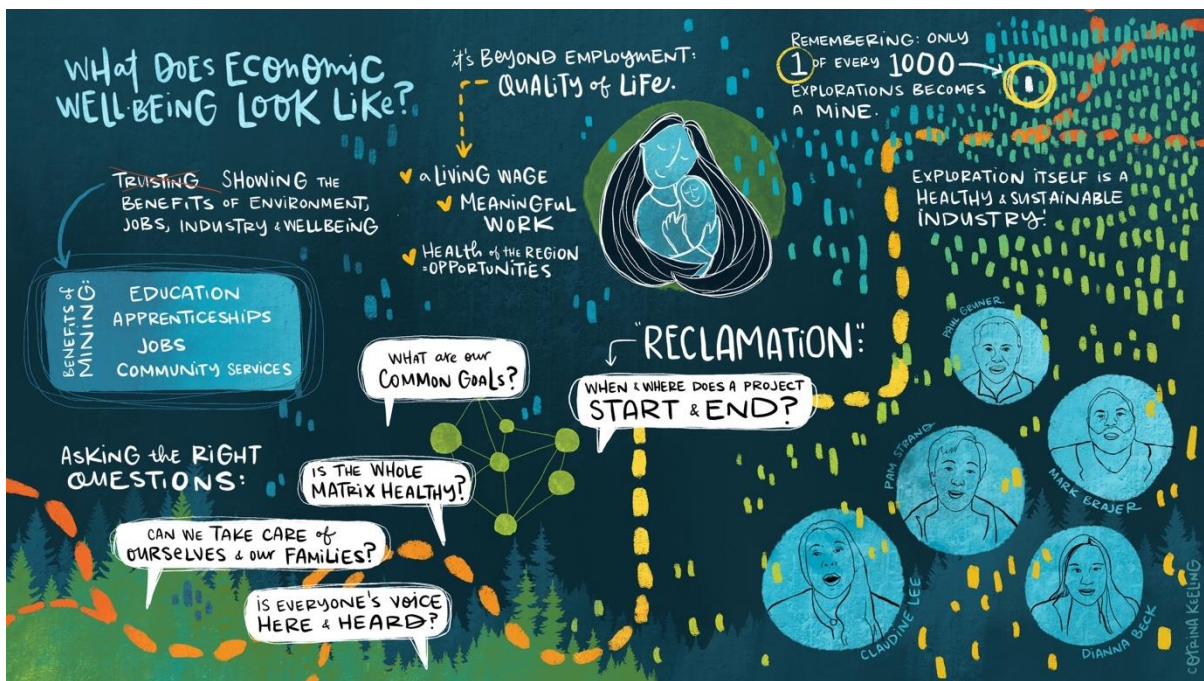 WHAT DOES ECONOMIC
WELL-BEING LOOK LIKE?
TRUSTING SHOWING THE
BENEFITS OF ENVIRONMENT,
JOBS, INDUSTRY & WELLBEING
BENEFITS of
MINING:
EDUCATION
APPRENTICESHIPS
JOBS
COMMUNITY SERVICES
it's BEYOND EMPLOYMENT:
QUALITY of LIFE.
a LIVING WAGE
MEANINGFUL
WORK
HEALTH of the REGION
=OPPORTUNITIES
REMEMBERING: ONLY
1 OF EVERY 1000
EXPLORATIONS BECOMES
A MINE.
EXPLORATION ITSELF IS A
HEALTHY & SUSTAINABLE
INDUSTRY!
"RECLAMATION":
WHEN & WHERE DOES A PROJECT
START & END?
ASKING the RIGHT
QUESTIONS:
WHAT are our
COMMON GOALS?
IS THE WHOLE
MATRIX HEALTHY?
CAN WE TAKE CARE of
OURSELVES & our FAMILIES?
IS EVERYONE'S VOICE
HERE & HEARD?
PAUL GRUNER
PAM STRAND
MARK BRAJER
CLAUDINE LEE
DIANNA BECK
CORRINA KEELING